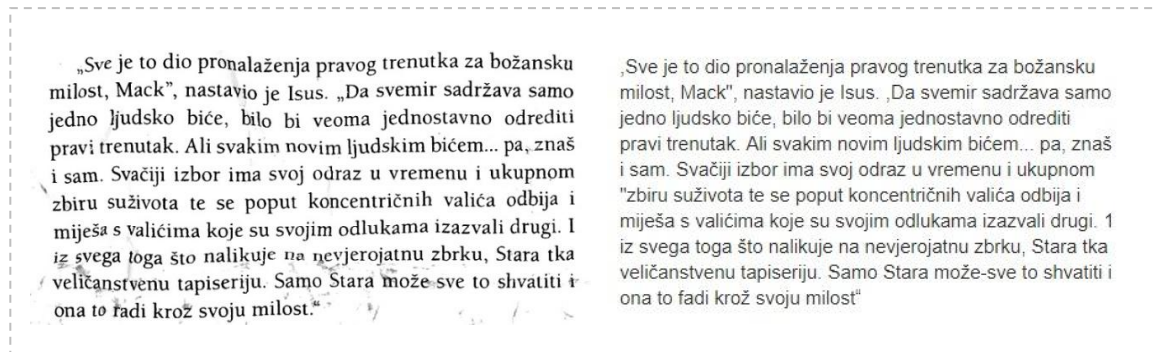 „Sve je to dio pronalaženja pravog trenutka za božansku
milost, Mack”, nastavio je Isus. „Da svemir sadržava samo
jedno ljudsko biće, bilo bi veoma jednostavno odrediti
pravi trenutak. Ali svakim novim ljudskim bićem... pa, znaš
i sam. Svačiji izbor ima svoj odraz u vremenu i ukupnom
zbiru suživota te se poput koncentričnih valića odbija i
miješa s valićima koje su svojim odlukama izazvali drugi. I
iz svega toga što nalikuje na nevjerojatnu zbrku, Stara tka
veličanstvenu tapiseriju. Samo Stara može sve to shvatiti i
ona to radi krož svoju milost.“
,Sve je to dio pronalaženja pravog trenutka za božansku
milost, Mack", nastavio je Isus. ,Da svemir sadržava samo
jedno ljudsko biće, bilo bi veoma jednostavno odrediti
pravi trenutak. Ali svakim novim ljudskim bićem... pa, znaš
i sam. Svačiji izbor ima svoj odraz u vremenu i ukupnom
"zbiru suživota te se poput koncentričnih valića odbija i
miješa s valićima koje su svojim odlukama izazvali drugi. 1
iz svega toga što nalikuje na nevjerojatnu zbrku, Stara tka
veličanstvenu tapiseriju. Samo Stara može-sve to shvatiti i
ona to fadi krož svoju milost“